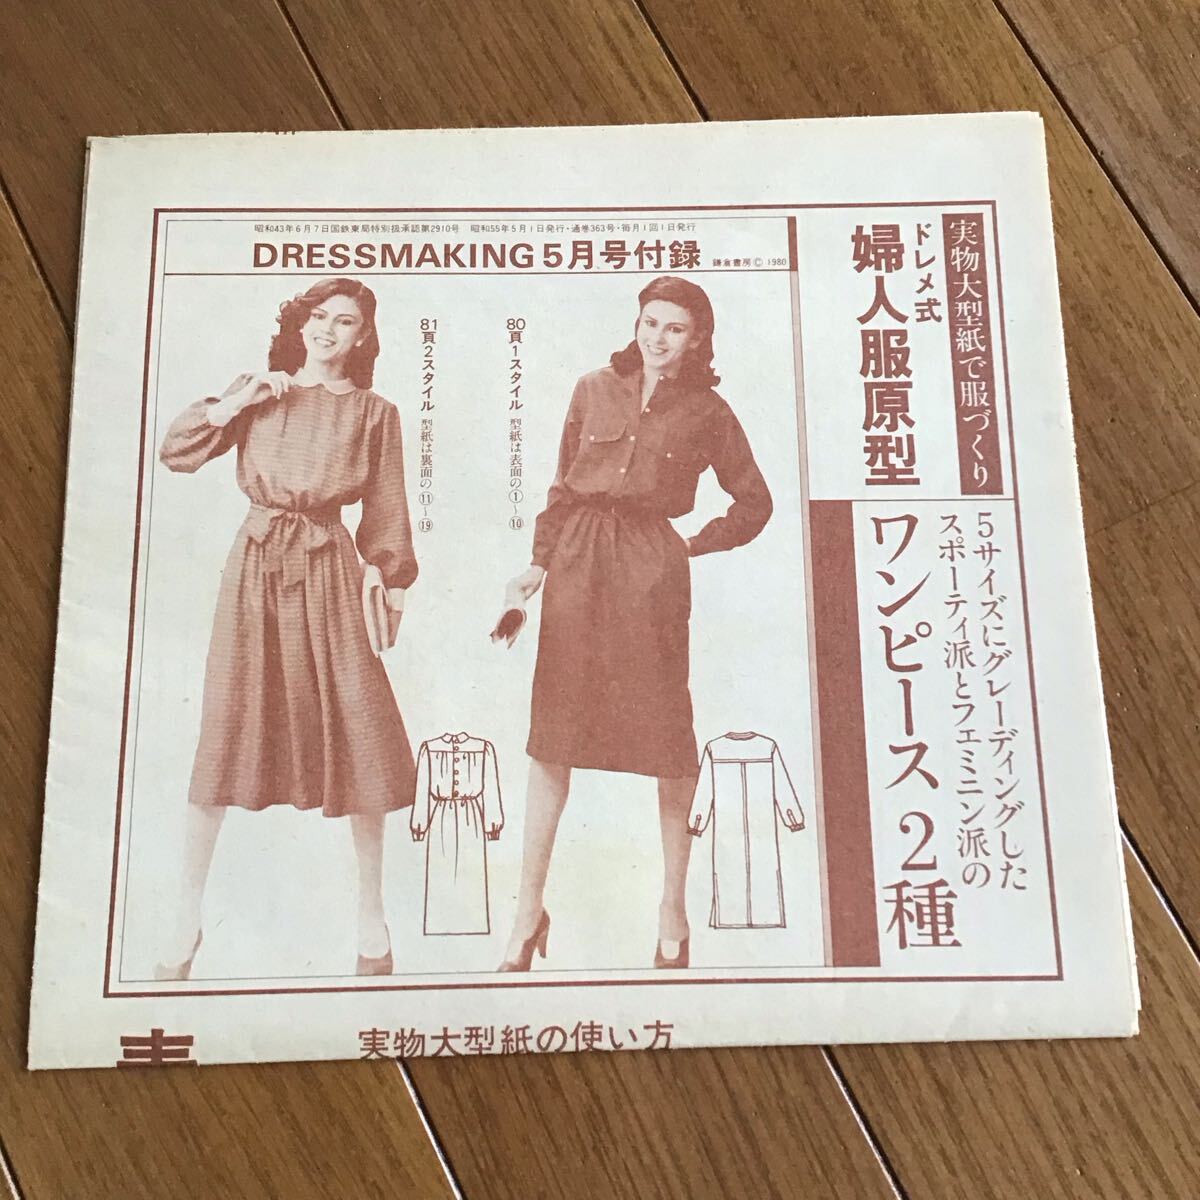 昭和43年6月7日国鉄東局特別扱承認第2910号　昭和55年5月1日発行・通巻363号・毎月1回1日発行
DRESSMAKING 5月号付録 鎌倉書房© 1980
実物大型紙で服づくり
ドレメ式
婦人服原型
5サイズにグレーディングした
スポーティ派とフェミニン派の
ワンピース2種
80頁1スタイル 型紙は表面の①〜⑩
81頁2スタイル 型紙は裏面の⑪〜⑲
実物大型紙の使い方